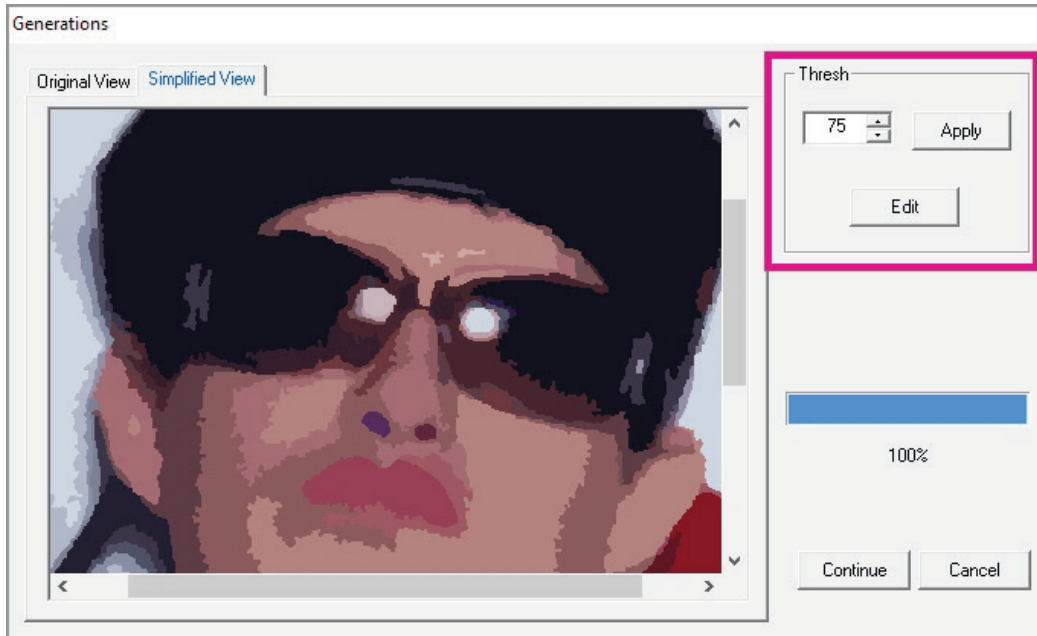 Generations
Original View
Simplified View
Thresh
75
Apply
Edit
100%
Continue
Cancel